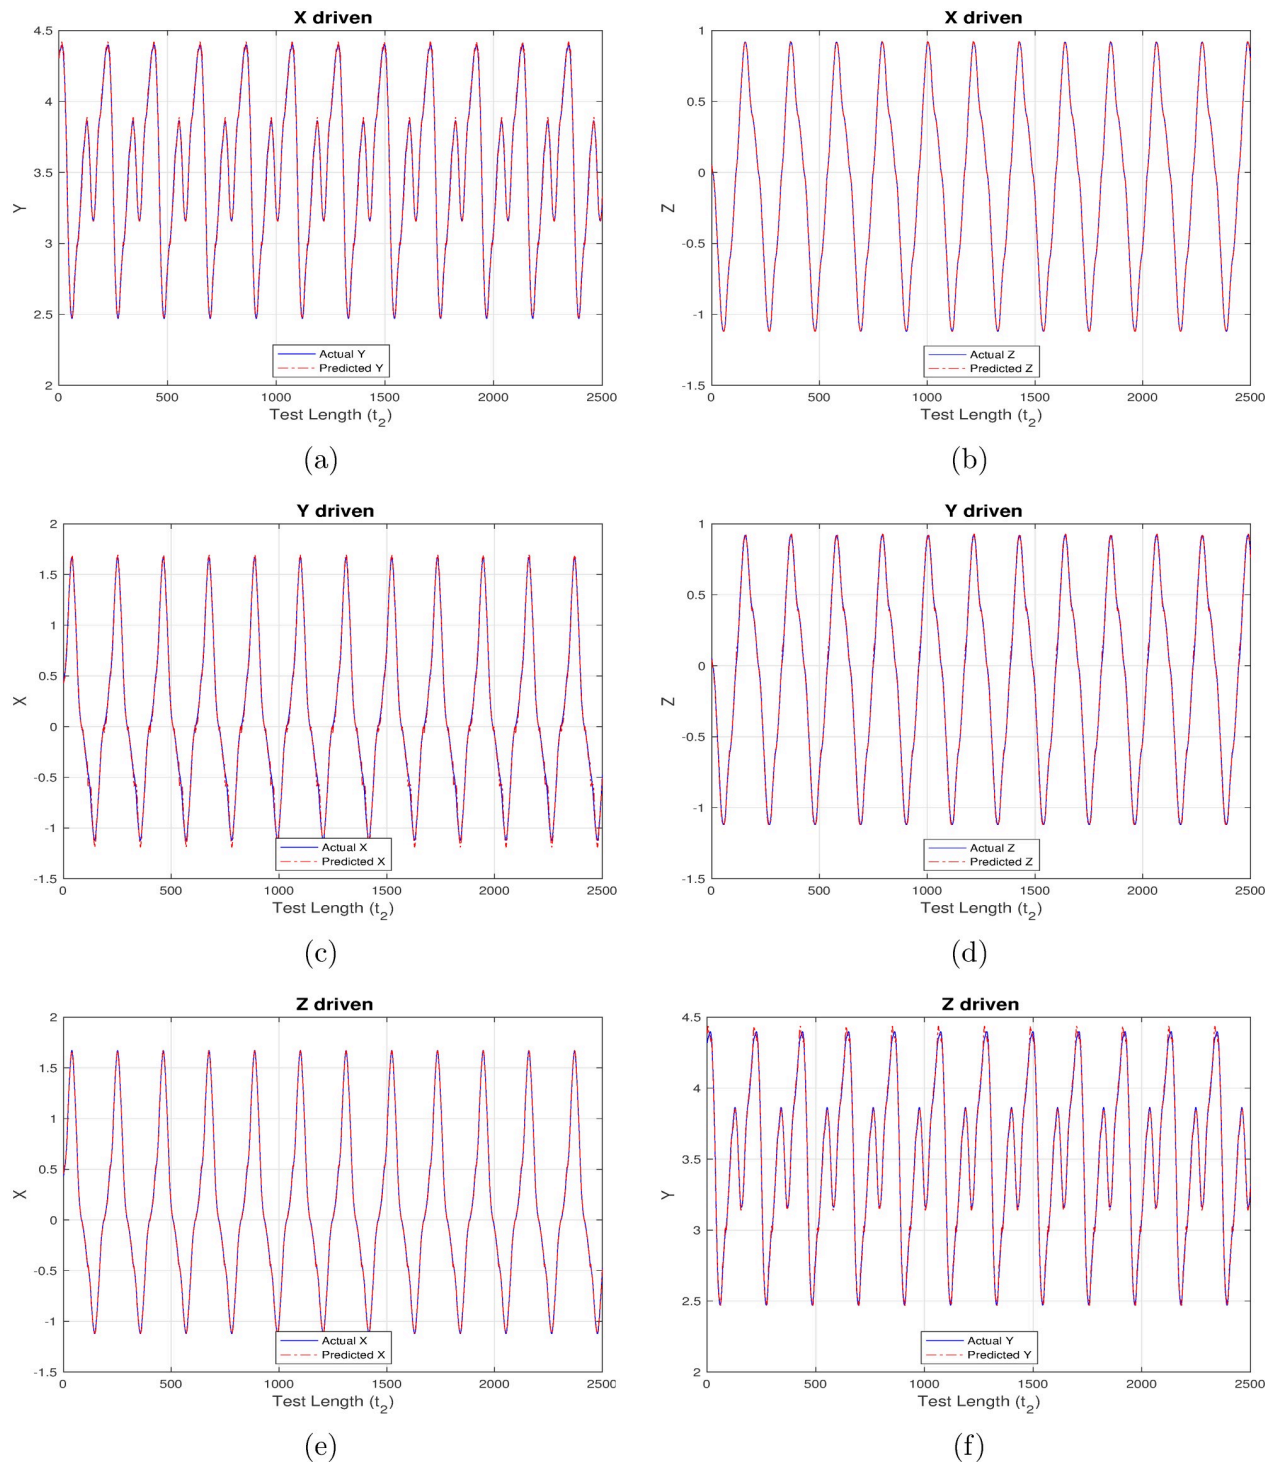 X driven
4.5
4
3.5
3
2.5
2
Y
Actual Y
Predicted Y
0 500 1000 1500 2000 2500
Test Length (t₂)
(a)
X driven
1
0.5
0
-0.5
-1
-1.5
Z
Actual Z
Predicted Z
0 500 1000 1500 2000 2500
Test Length (t₂)
(b)
Y driven
2
1.5
1
0.5
0
-0.5
-1
-1.5
X
Actual X
Predicted X
0 500 1000 1500 2000 2500
Test Length (t₂)
(c)
Y driven
1
0.5
0
-0.5
-1
-1.5
Z
Actual Z
Predicted Z
0 500 1000 1500 2000 2500
Test Length (t₂)
(d)
Z driven
2
1.5
1
0.5
0
-0.5
-1
-1.5
X
Actual X
Predicted X
0 500 1000 1500 2000 2500
Test Length (t₂)
(e)
Z driven
4.5
4
3.5
3
2.5
2
Y
Actual Y
Predicted Y
0 500 1000 1500 2000 2500
Test Length (t₂)
(f)